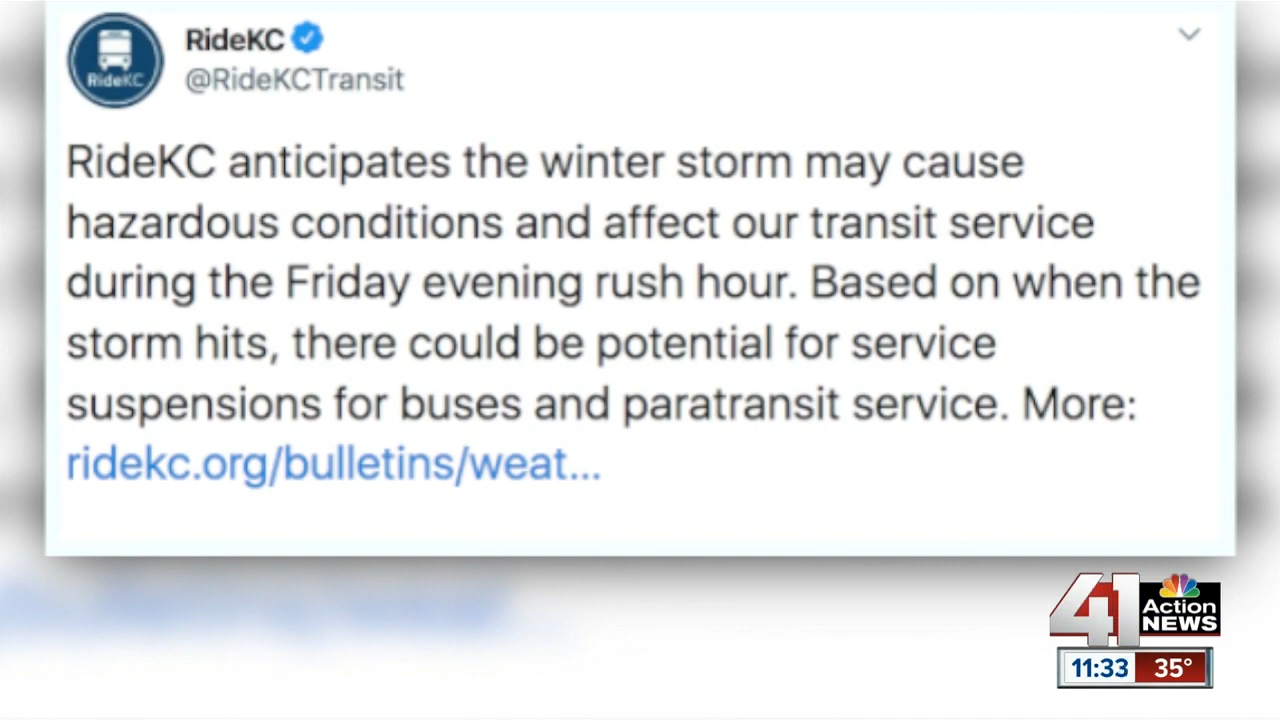 RideKC
RideKC
@RideKCTransit
RideKC anticipates the winter storm may cause
hazardous conditions and affect our transit service
during the Friday evening rush hour. Based on when the
storm hits, there could be potential for service
suspensions for buses and paratransit service. More:
ridekc.org/bulletins/weat...
41
Action
NEWS
11:33 35°